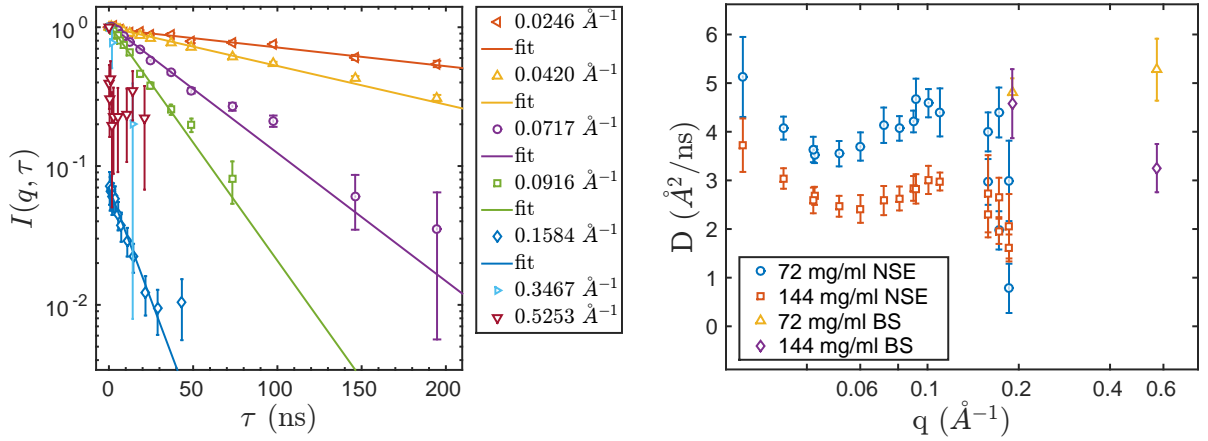 10⁰
10⁻¹
10⁻²
I(q, τ)
0
50
100
150
200
τ (ns)
0.0246 Å⁻¹
fit
0.0420 Å⁻¹
fit
0.0717 Å⁻¹
fit
0.0916 Å⁻¹
fit
0.1584 Å⁻¹
fit
0.3467 Å⁻¹
0.5253 Å⁻¹
D (Å²/ns)
6
5
4
3
2
1
0
72 mg/ml NSE
144 mg/ml NSE
72 mg/ml BS
144 mg/ml BS
0.06
0.1
0.2
0.4
0.6
q (Å⁻¹)